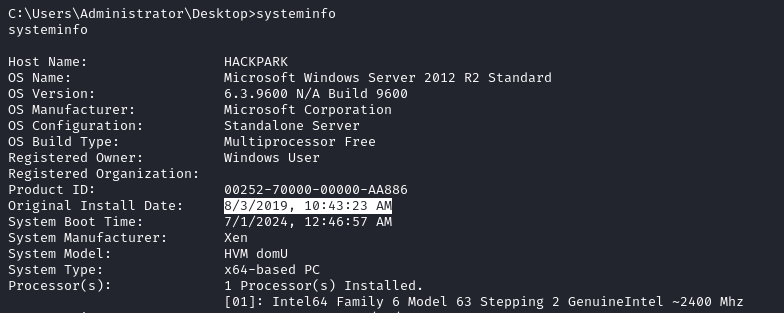 C:\Users\Administrator\Desktop>systeminfo
systeminfo
Host Name: HACKPARK
OS Name: Microsoft Windows Server 2012 R2 Standard
OS Version: 6.3.9600 N/A Build 9600
OS Manufacturer: Microsoft Corporation
OS Configuration: Standalone Server
OS Build Type: Multiprocessor Free
Registered Owner: Windows User
Registered Organization:
Product ID: 00252-70000-00000-AA886
Original Install Date: 8/3/2019, 10:43:23 AM
System Boot Time: 7/1/2024, 12:46:57 AM
System Manufacturer: Xen
System Model: HVM domU
System Type: x64-based PC
Processor(s): 1 Processor(s) Installed.
[01]: Intel64 Family 6 Model 63 Stepping 2 GenuineIntel ~2400 Mhz